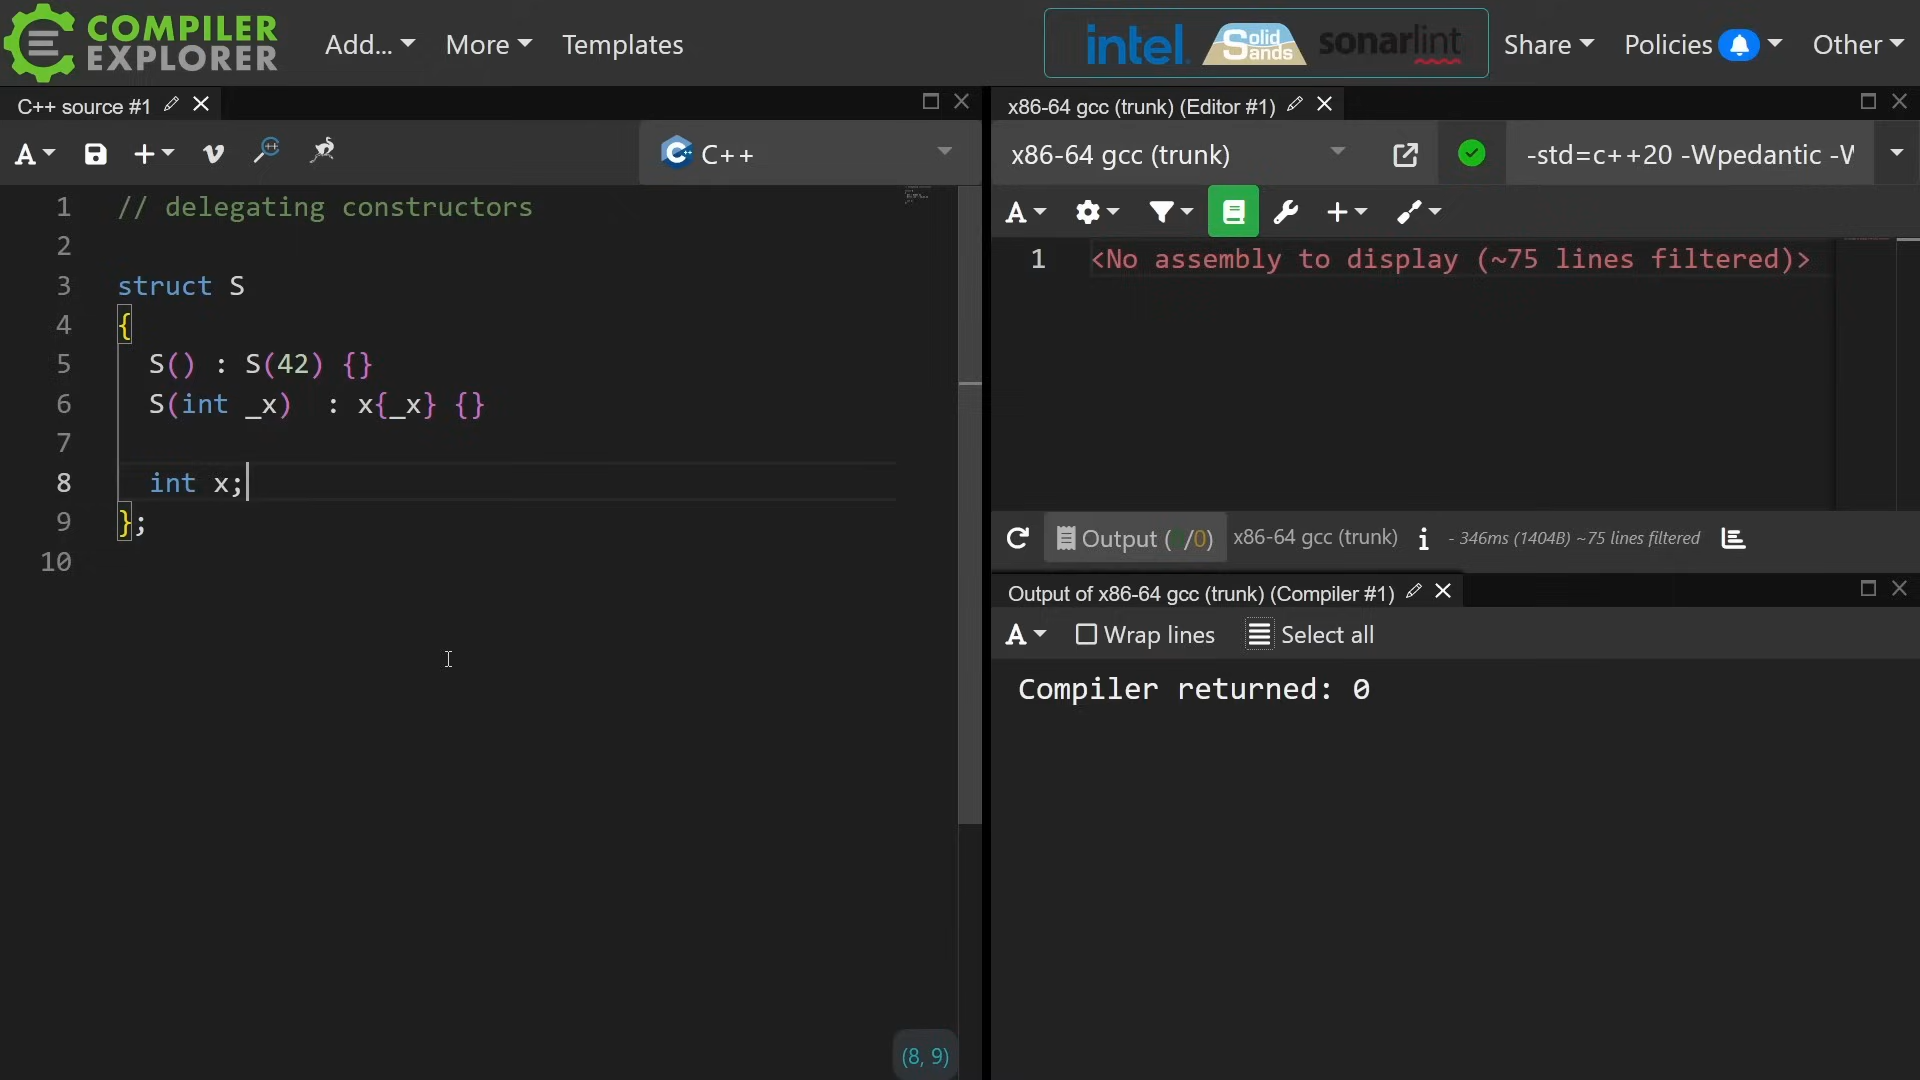 COMPILER
EXPLORER
Add...
More
Templates
intel.
Solid
Sands
sonarlint
Share
Policies
Other
C++ source #1
A
+
C++
1 // delegating constructors
2
3 struct S
4 {
5 S() : S(42) {}
6 S(int _x)  : x{_x} {}
7
8 int x;
9 };
10
(8, 9)
x86-64 gcc (trunk) (Editor #1)
x86-64 gcc (trunk)
-std=c++20 -Wpedantic -W
A
+
1 <No assembly to display (~75 lines filtered)>
Output ( /0)
x86-64 gcc (trunk)
- 346ms (1404B) ~75 lines filtered
Output of x86-64 gcc (trunk) (Compiler #1)
A
Wrap lines
Select all
Compiler returned: 0